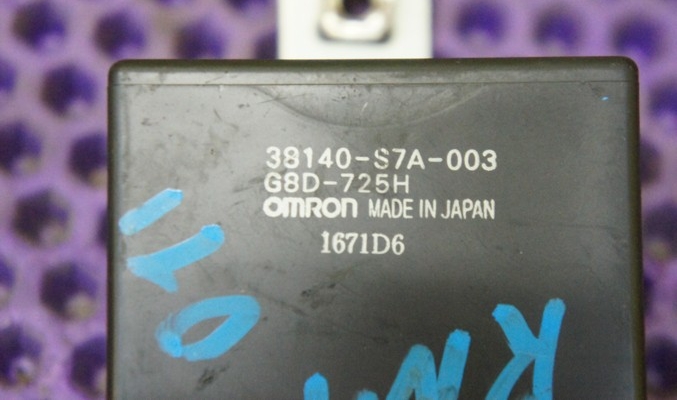 38140-S7A-003
G8D-725H
OMRON MADE IN JAPAN
1671D6